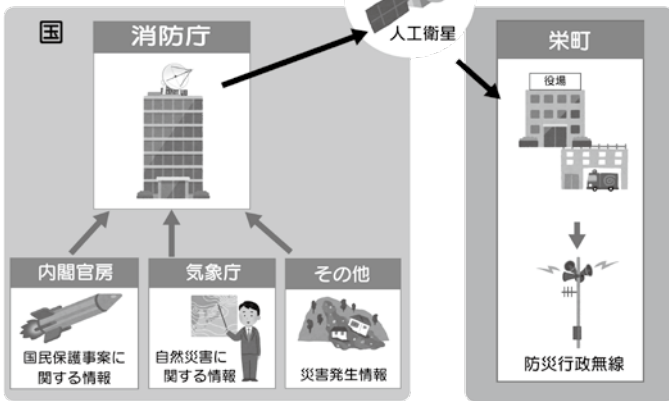 国
消防庁
人工衛星
栄町
役場
内閣官房
気象庁
その他
国民保護事案に
関する情報
自然災害に
関する情報
災害発生情報
防災行政無線